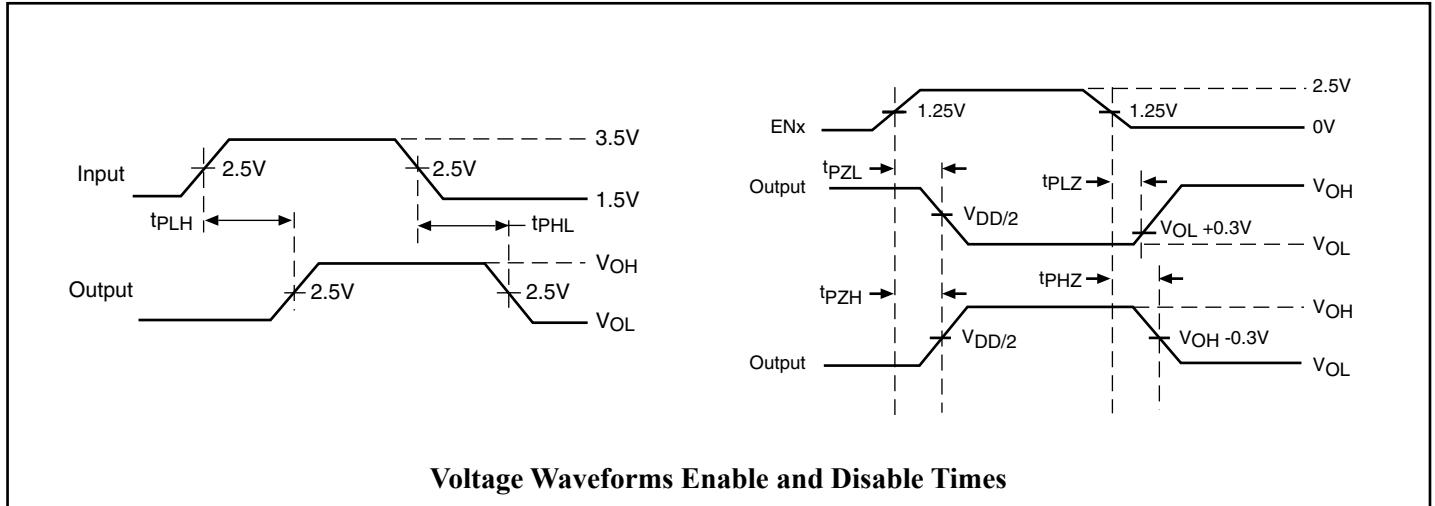 Input
2.5V
2.5V
3.5V
1.5V
tPLH
tPHL
Output
2.5V
2.5V
VOH
VOL
ENx
1.25V
1.25V
2.5V
0V
tPZL
tPLZ
Output
VDD/2
VOL +0.3V
VOH
VOL
tPZH
tPHZ
Output
VDD/2
VOH -0.3V
VOH
VOL
Voltage Waveforms Enable and Disable Times